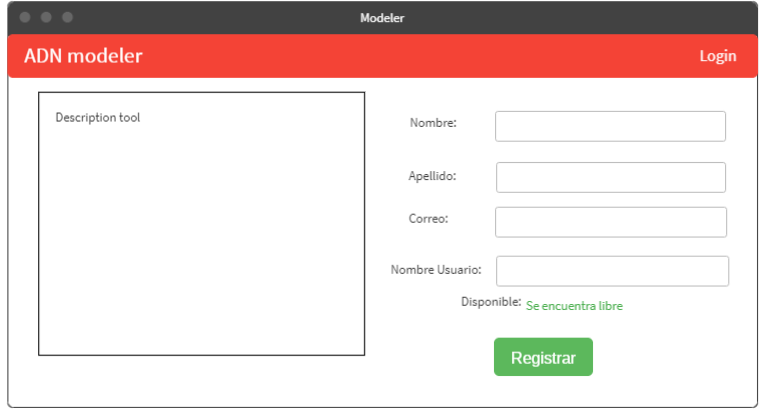 Modeler
ADN modeler
Login
Description tool
Nombre:
Apellido:
Correo:
Nombre Usuario:
Disponible: Se encuentra libre
Registrar